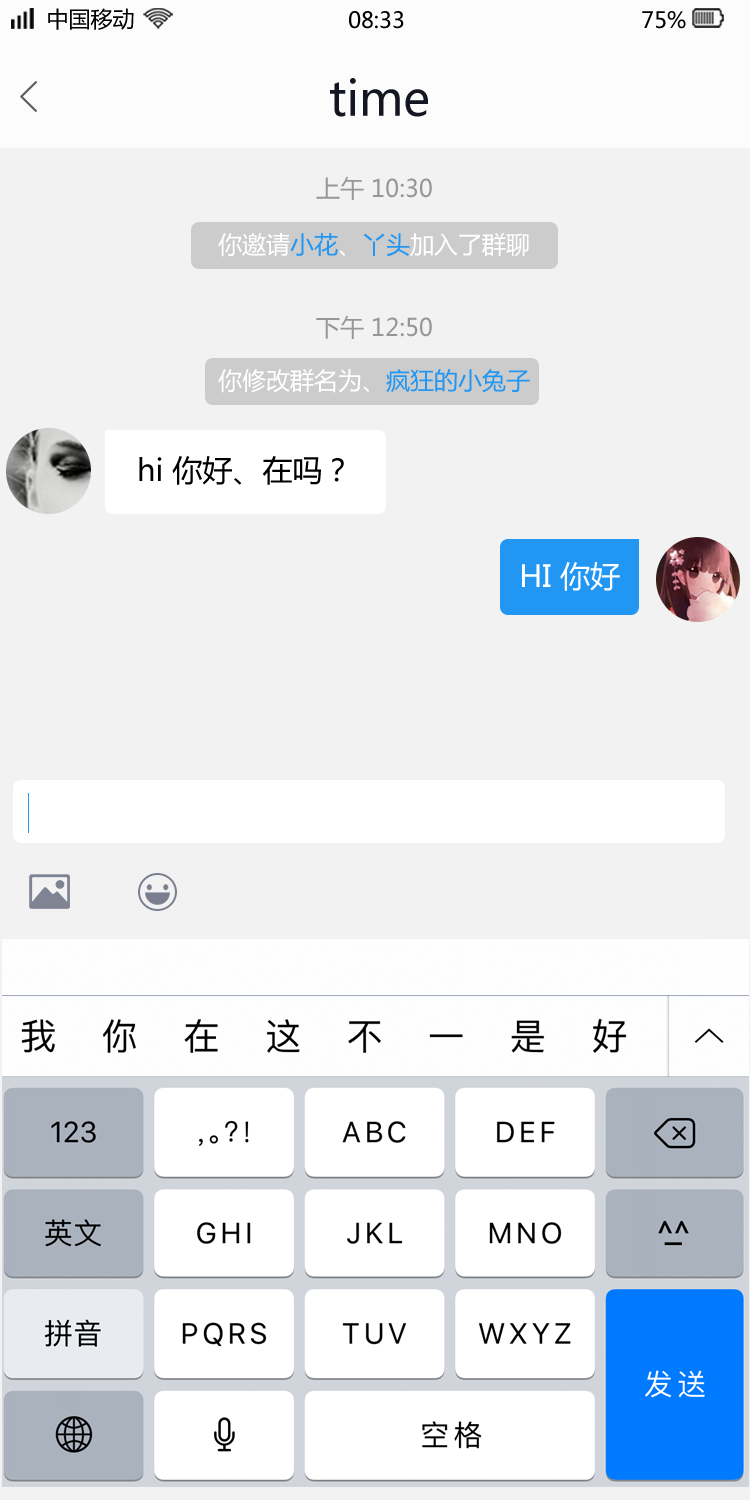 中国移动 08:33 75%
time
上午 10:30
你邀请小花、丫头加入了群聊
下午 12:50
你修改群名为、疯狂的小兔子
hi 你好、在吗？
HI 你好
我 你 在 这 不 一 是 好
123 ,。?! ABC DEF
英文 GHI JKL MNO ^^
拼音 PQRS TUV WXYZ
发送
空格